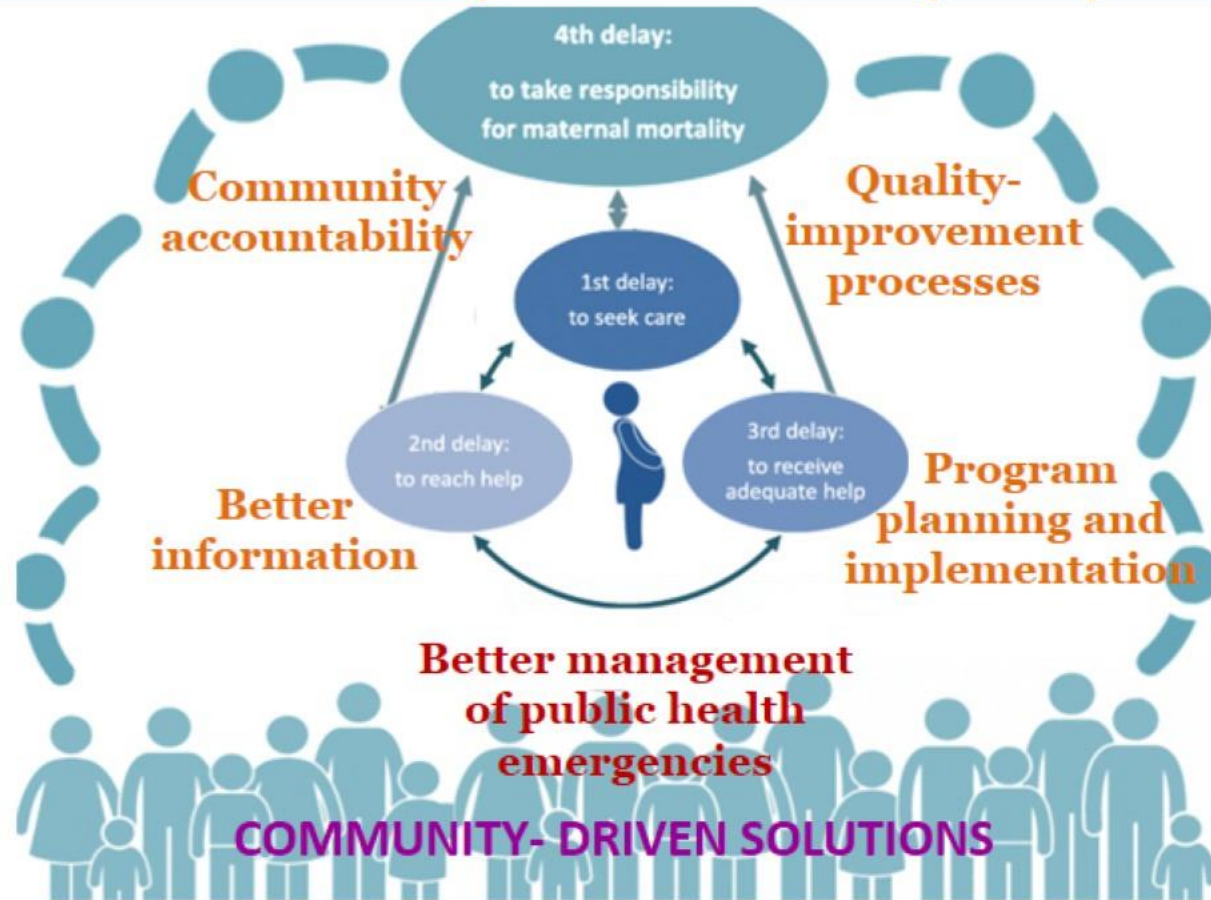 4th delay:
to take responsibility
for maternal mortality
Community
accountability
Quality-
improvement
processes
1st delay:
to seek care
2nd delay:
to reach help
3rd delay:
to receive
adequate help
Better
information
Program
planning and
implementation
Better management
of public health
emergencies
COMMUNITY- DRIVEN SOLUTIONS